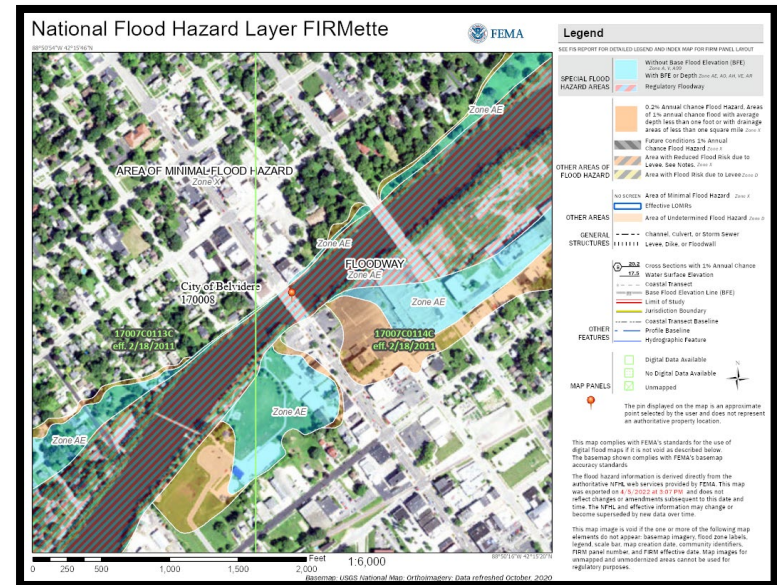 National Flood Hazard Layer FIRMette
FEMA
88°50'54"W 42°15'46"N
Zone AE
AREA OF MINIMAL FLOOD HAZARD
Zone X
Zone AE
FLOODWAY
Zone AE
City of Belvidere
170008
Zone AE
17007C0113C
eff. 2/18/2011
17007C0114C
eff. 2/18/2011
Zone AE
Zone AE
88°50'16"W 42°15'20"N
Feet
1:6,000
0 250 500 1,000 1,500 2,000
Basemap: USGS National Map: Orthoimagery: Data refreshed October, 2020
Legend
SEE FIS REPORT FOR DETAILED LEGEND AND INDEX MAP FOR FIRM PANEL LAYOUT
SPECIAL FLOOD
HAZARD AREAS
Without Base Flood Elevation (BFE)
Zone A, V, A99
With BFE or Depth Zone AE, AO, AH, VE, AR
Regulatory Floodway
OTHER AREAS OF
FLOOD HAZARD
0.2% Annual Chance Flood Hazard, Areas
of 1% annual chance flood with average
depth less than one foot or with drainage
areas of less than one square mile Zone X
Future Conditions 1% Annual
Chance Flood Hazard Zone X
Area with Reduced Flood Risk due to
Levee. See Notes. Zone X
Area with Flood Risk due to Levee Zone D
OTHER AREAS
NO SCREEN Area of Minimal Flood Hazard Zone X
Effective LOMRs
Area of Undetermined Flood Hazard Zone D
GENERAL
STRUCTURES
Channel, Culvert, or Storm Sewer
Levee, Dike, or Floodwall
OTHER
FEATURES
20.2 Cross Sections with 1% Annual Chance
17.5 Water Surface Elevation
Coastal Transect
Base Flood Elevation Line (BFE)
Limit of Study
Jurisdiction Boundary
Coastal Transect Baseline
Profile Baseline
Hydrographic Feature
MAP PANELS
Digital Data Available
No Digital Data Available
Unmapped
N
The pin displayed on the map is an approximate
point selected by the user and does not represent
an authoritative property location.
This map complies with FEMA's standards for the use of
digital flood maps if it is not void as described below.
The basemap shown complies with FEMA's basemap
accuracy standards
The flood hazard information is derived directly from the
authoritative NFHL web services provided by FEMA. This map
was exported on 4/5/2022 at 3:07 PM and does not
reflect changes or amendments subsequent to this date and
time. The NFHL and effective information may change or
become superseded by new data over time.
This map image is void if the one or more of the following map
elements do not appear: basemap imagery, flood zone labels,
legend, scale bar, map creation date, community identifiers,
FIRM panel number, and FIRM effective date. Map images for
unmapped and unmodernized areas cannot be used for
regulatory purposes.